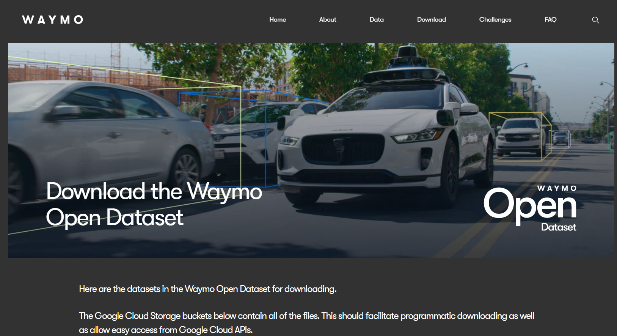 WAYMO
Home About Data Download Challenges FAQ
Download the Waymo
Open Dataset
WAYMO
Open
Dataset
Here are the datasets in the Waymo Open Dataset for downloading.
The Google Cloud Storage buckets below contain all of the files. This should facilitate programmatic downloading as well
as allow easy access from Google Cloud APIs.